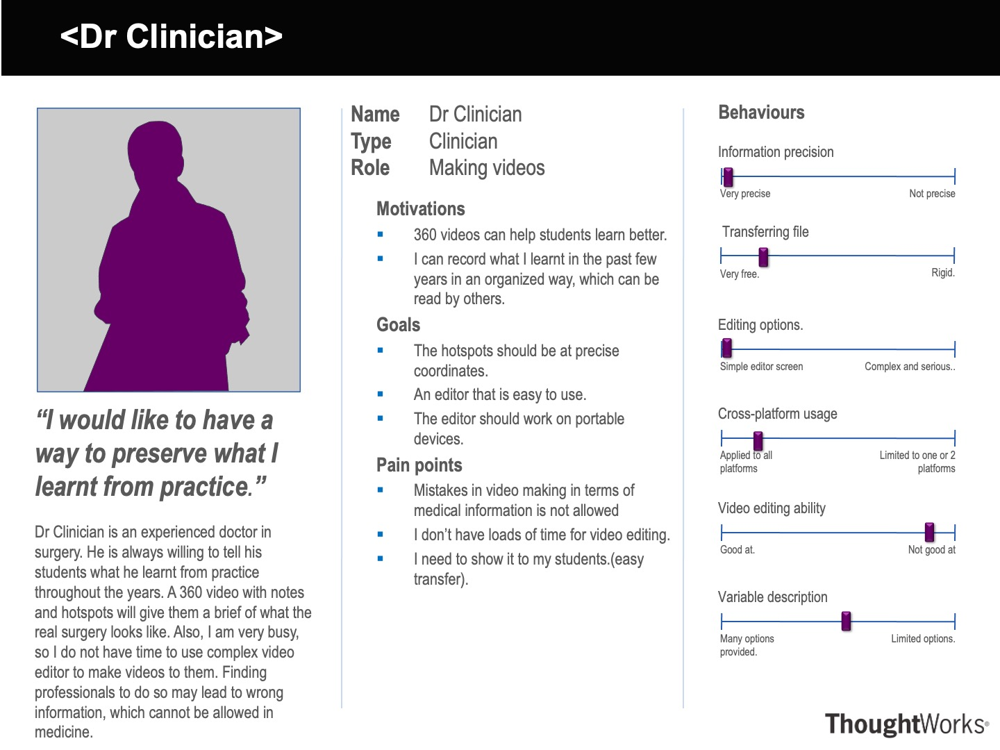 <Dr Clinician>
“I would like to have a
way to preserve what I
learnt from practice.”
Dr Clinician is an experienced doctor in
surgery. He is always willing to tell his
students what he learnt from practice
throughout the years. A 360 video with notes
and hotspots will give them a brief of what the
real surgery looks like. Also, I am very busy,
so I do not have time to use complex video
editor to make videos to them. Finding
professionals to do so may lead to wrong
information, which cannot be allowed in
medicine.
Name Dr Clinician
Type Clinician
Role Making videos
Motivations
▪ 360 videos can help students learn better.
▪ I can record what I learnt in the past few
years in an organized way, which can be
read by others.
Goals
▪ The hotspots should be at precise
coordinates.
▪ An editor that is easy to use.
▪ The editor should work on portable
devices.
Pain points
▪ Mistakes in video making in terms of
medical information is not allowed
▪ I don’t have loads of time for video editing.
▪ I need to show it to my students.(easy
transfer).
Behaviours
Information precision
Very precise Not precise
Transferring file
Very free. Rigid.
Editing options.
Simple editor screen Complex and serious..
Cross-platform usage
Applied to all Limited to one or 2
platforms platforms
Video editing ability
Good at. Not good at
Variable description
Many options Limited options.
provided.
ThoughtWorks®